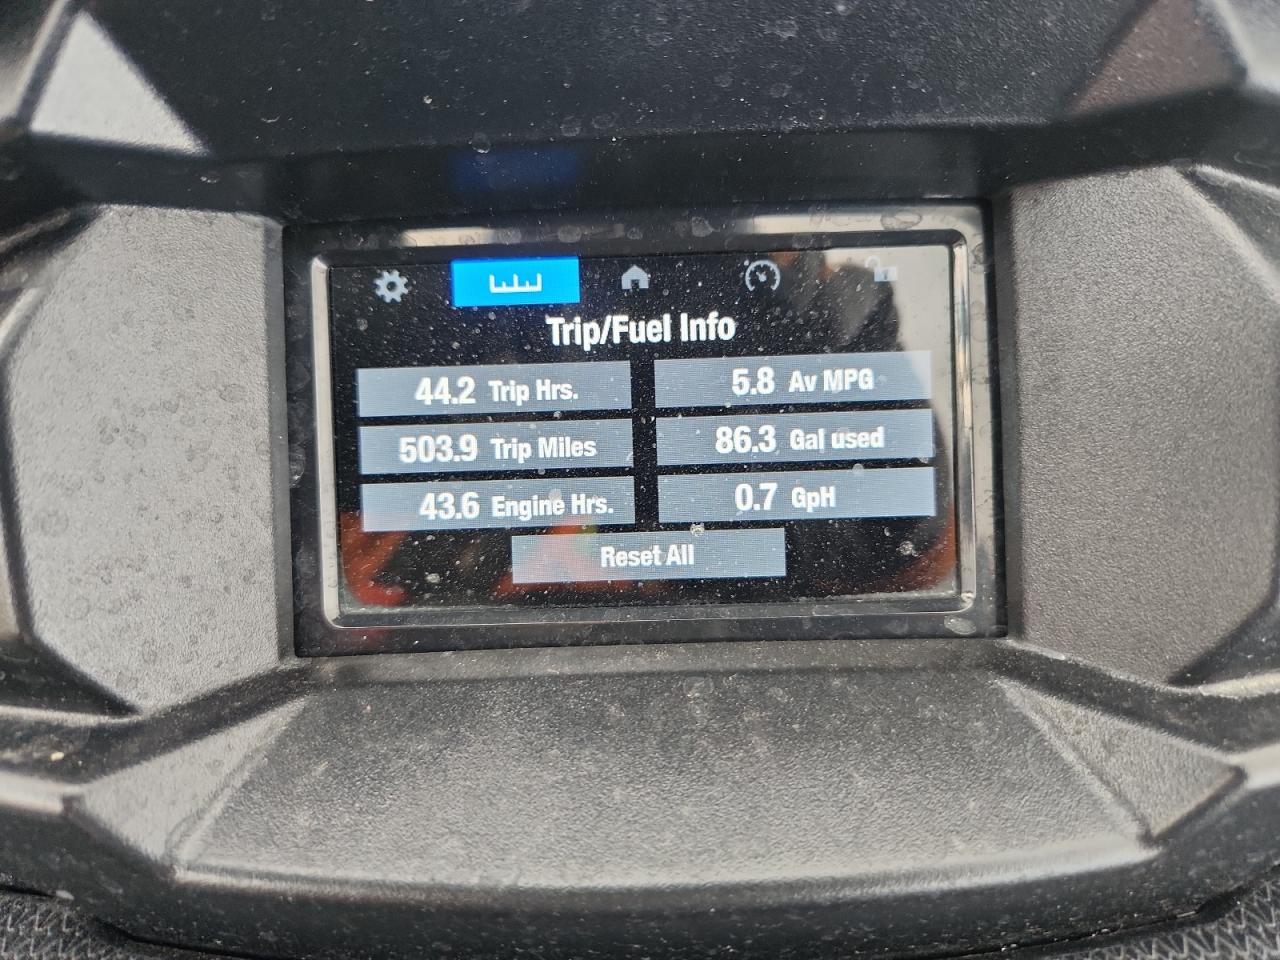 Trip/Fuel Info
44.2 Trip Hrs.
5.8 Av MPG
503.9 Trip Miles
86.3 Gal used
43.6 Engine Hrs.
0.7 GpH
Reset All